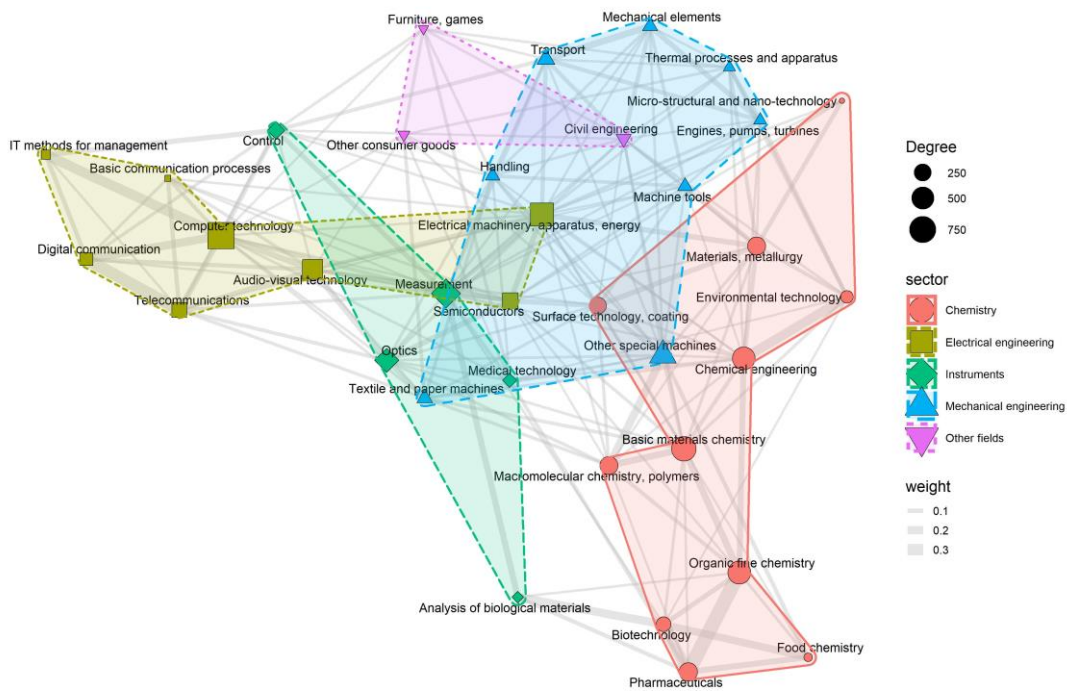 Furniture, games
Mechanical elements
Transport
Thermal processes and apparatus
Micro-structural and nano-technology
Control
Other consumer goods
Civil engineering
Engines, pumps, turbines
IT methods for management
Basic communication processes
Handling
Machine tools
Computer technology
Electrical machinery, apparatus, energy
Digital communication
Materials, metallurgy
Audio-visual technology
Measurement
Telecommunications
Semiconductors
Surface technology, coating
Environmental technology
Optics
Other special machines
Medical technology
Chemical engineering
Textile and paper machines
Basic materials chemistry
Macromolecular chemistry, polymers
Organic fine chemistry
Analysis of biological materials
Biotechnology
Food chemistry
Pharmaceuticals
Degree
250
500
750
sector
Chemistry
Electrical engineering
Instruments
Mechanical engineering
Other fields
weight
0.1
0.2
0.3